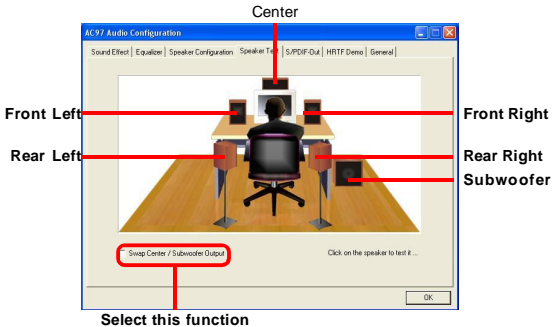 Center
AC97 Audio Configuration
Sound Effect Equalizer Speaker Configuration Speaker Test S/PDIF-Out HRTF Demo General
Front Left
Front Right
Rear Left
Rear Right
Subwoofer
Swap Center / Subwoofer Output
Click on the speaker to test it ...
OK
Select this function